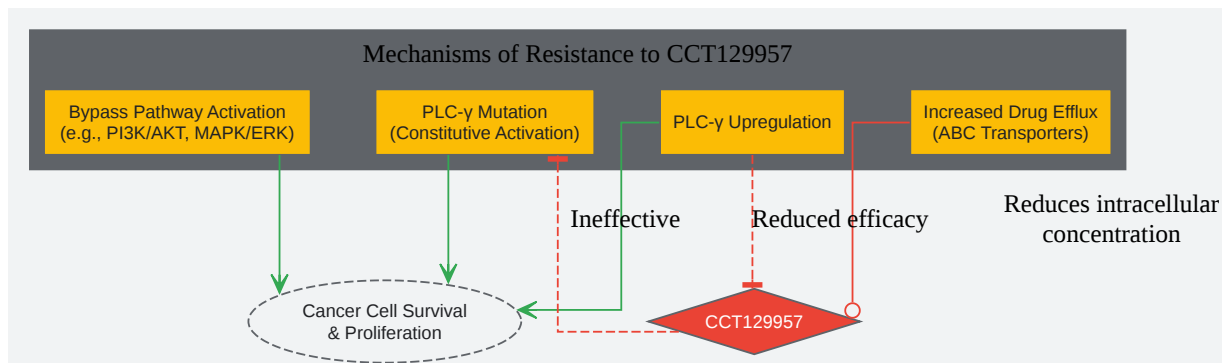 Mechanisms of Resistance to CCT129957
Bypass Pathway Activation
(e.g., PI3K/AKT, MAPK/ERK)
PLC-γ Mutation
(Constitutive Activation)
PLC-γ Upregulation
Increased Drug Efflux
(ABC Transporters)
Ineffective
Reduced efficacy
Reduces intracellular
concentration
Cancer Cell Survival
& Proliferation
CCT129957